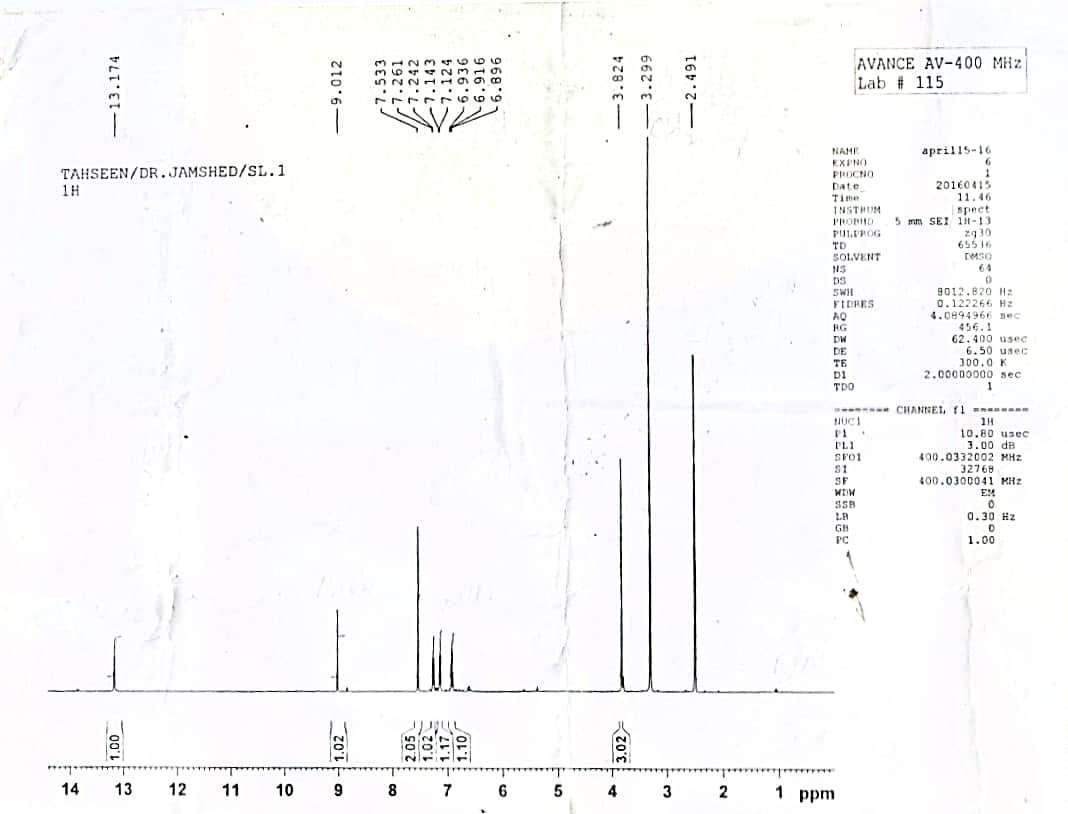 13.174
9.012
7.533
7.261
7.242
7.143
7.124
6.936
6.916
6.896
3.824
3.299
2.491
AVANCE AV-400 MHz
Lab # 115
TAHSEEN/DR.JAMSHED/SL.1
1H
NAME april15-16
EXPNO 6
PROCNO 1
Date_ 20160415
Time 11.46
INSTRUM spect
PROBHD 5 mm SEI 1H-13
PULPROG zg30
TD 65536
SOLVENT DMSO
NS 64
DS 0
SWH 8012.820 Hz
FIDRES 0.122266 Hz
AQ 4.0894966 sec
RG 456.1
DW 62.400 usec
DE 6.50 usec
TE 300.0 K
D1 2.00000000 sec
TD0 1
======== CHANNEL f1 ========
NUC1 1H
P1 10.80 usec
PL1 3.00 dB
SFO1 400.0332002 MHz
SI 32768
SF 400.0300041 MHz
WDW EM
SSB 0
LB 0.30 Hz
GB 0
PC 1.00
1.00
1.02
2.05
1.02
1.17
1.10
3.02
14 13 12 11 10 9 8 7 6 5 4 3 2 1 ppm